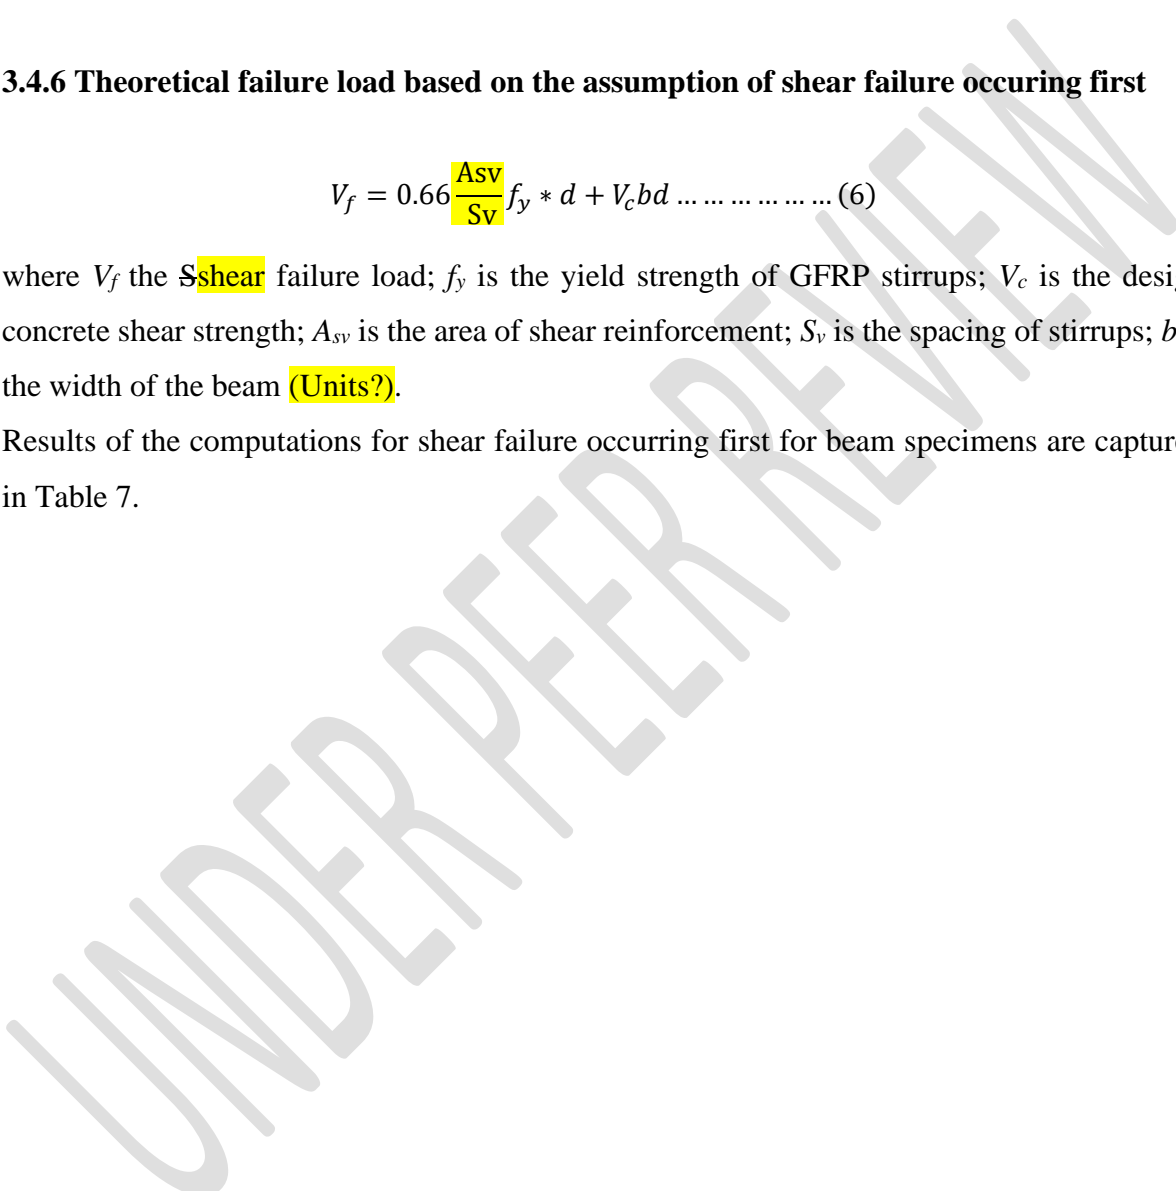 3.4.6 Theoretical failure load based on the assumption of shear failure occuring first
V_f = 0.66 Asv/Sv f_y * d + V_c bd … … … … … … (6)
where V_f the Sshear failure load; f_y is the yield strength of GFRP stirrups; V_c is the desi
concrete shear strength; A_sv is the area of shear reinforcement; S_v is the spacing of stirrups; b
the width of the beam (Units?).
Results of the computations for shear failure occurring first for beam specimens are captur
in Table 7.
UNDER PEER REVIEW